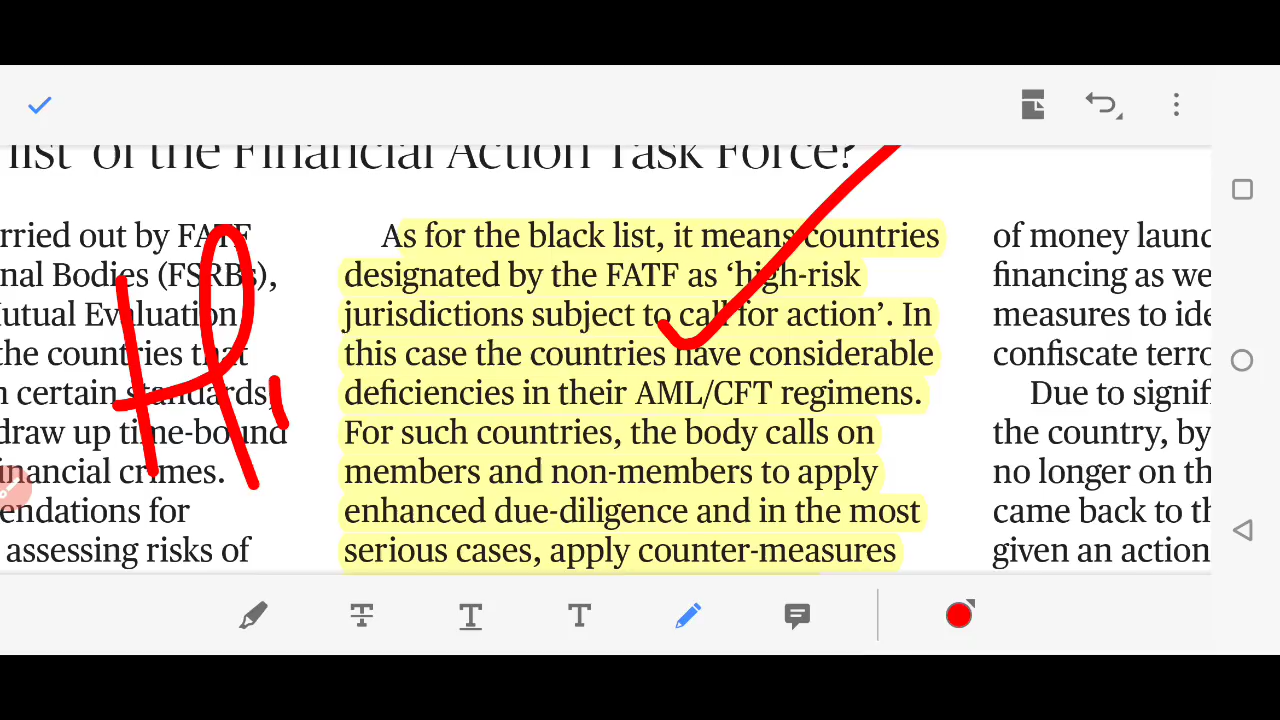 list' of the Financial Action Task Force?
rried out by FATF
nal Bodies (FSRBs),
Mutual Evaluation
the countries that
n certain standards,
draw up time-bound
inancial crimes.
endations for
assessing risks of
As for the black list, it means countries
designated by the FATF as ‘high-risk
jurisdictions subject to call for action’. In
this case the countries have considerable
deficiencies in their AML/CFT regimens.
For such countries, the body calls on
members and non-members to apply
enhanced due-diligence and in the most
serious cases, apply counter-measures
of money laund
financing as we
measures to ide
confiscate terro
Due to signif
the country, by
no longer on th
came back to th
given an action